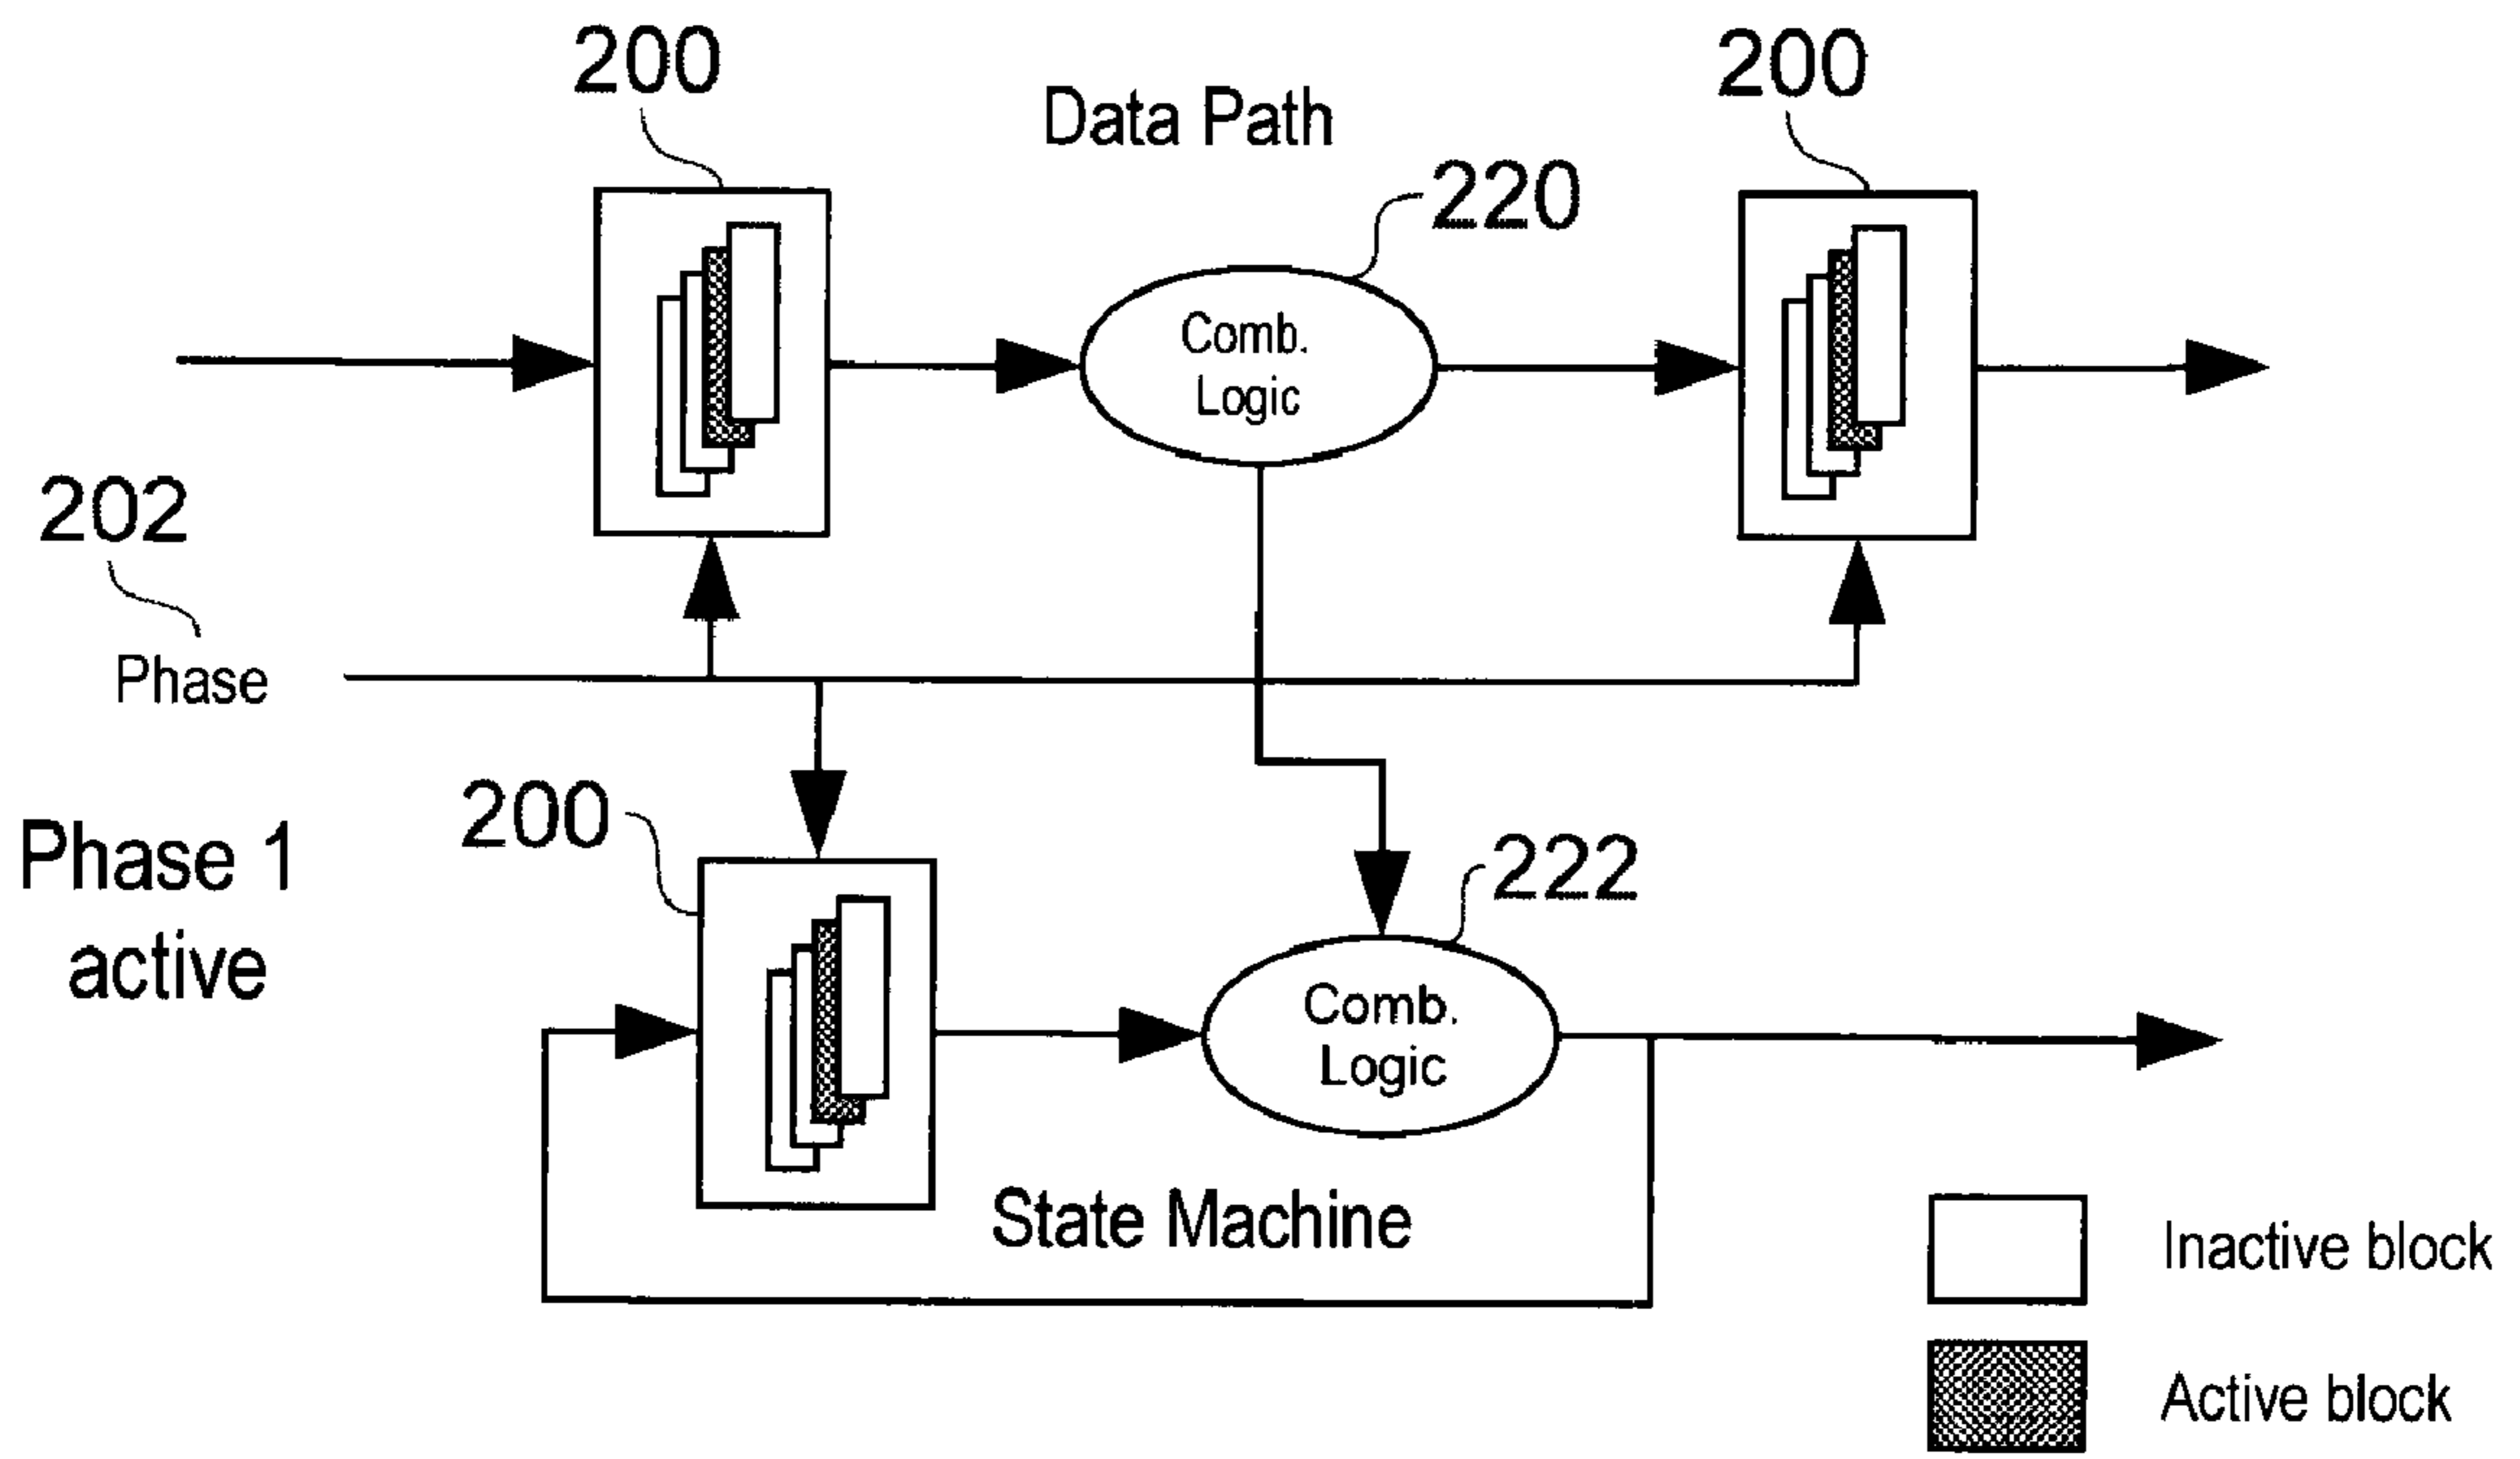 200
Data Path
200
220
Comb.
Logic
202
Phase
200
Phase 1
active
222
Comb.
Logic
State Machine
Inactive block
Active block